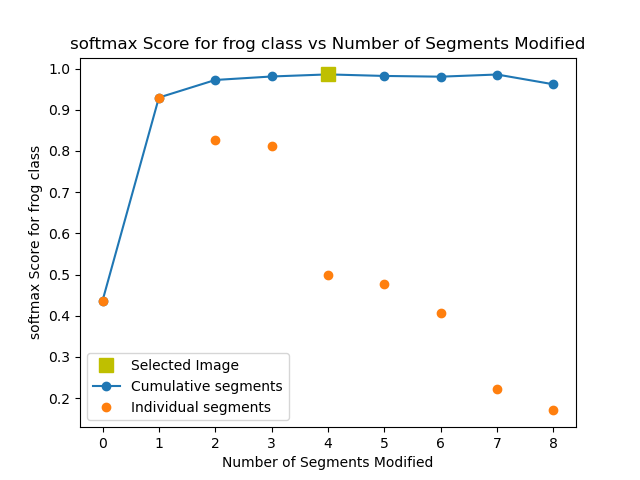 softmax Score for frog class vs Number of Segments Modified
softmax Score for frog class
1.0
0.9
0.8
0.7
0.6
0.5
0.4
0.3
0.2
Selected Image
Cumulative segments
Individual segments
0 1 2 3 4 5 6 7 8
Number of Segments Modified